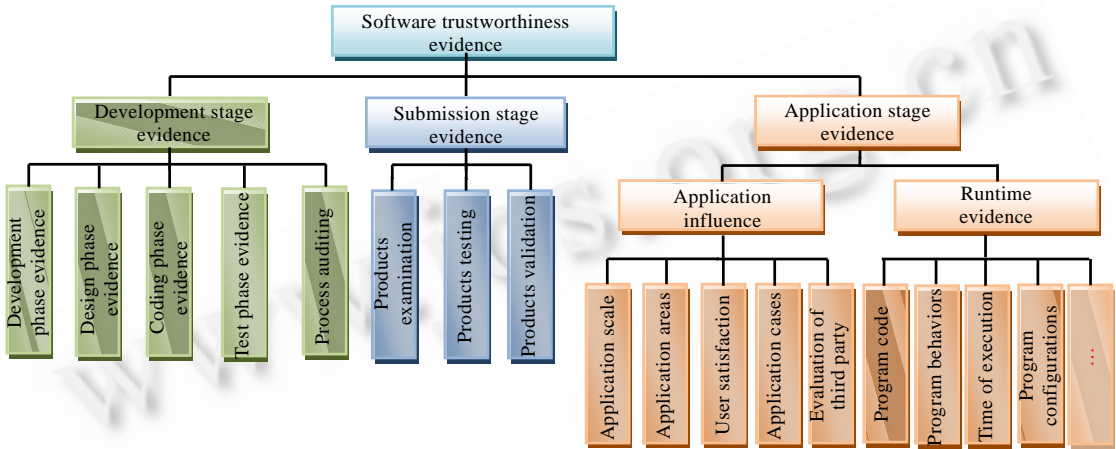 Software trustworthiness
evidence
Development stage
evidence
Submission stage
evidence
Application stage
evidence
Development
phase evidence
Design phase
evidence
Coding phase
evidence
Test phase evidence
Process auditing
Products
examination
Products testing
Products validation
Application
influence
Runtime
evidence
Application scale
Application areas
User satisfaction
Application cases
Evaluation of
third party
Program code
Program behaviors
Time of execution
Program
configurations
...